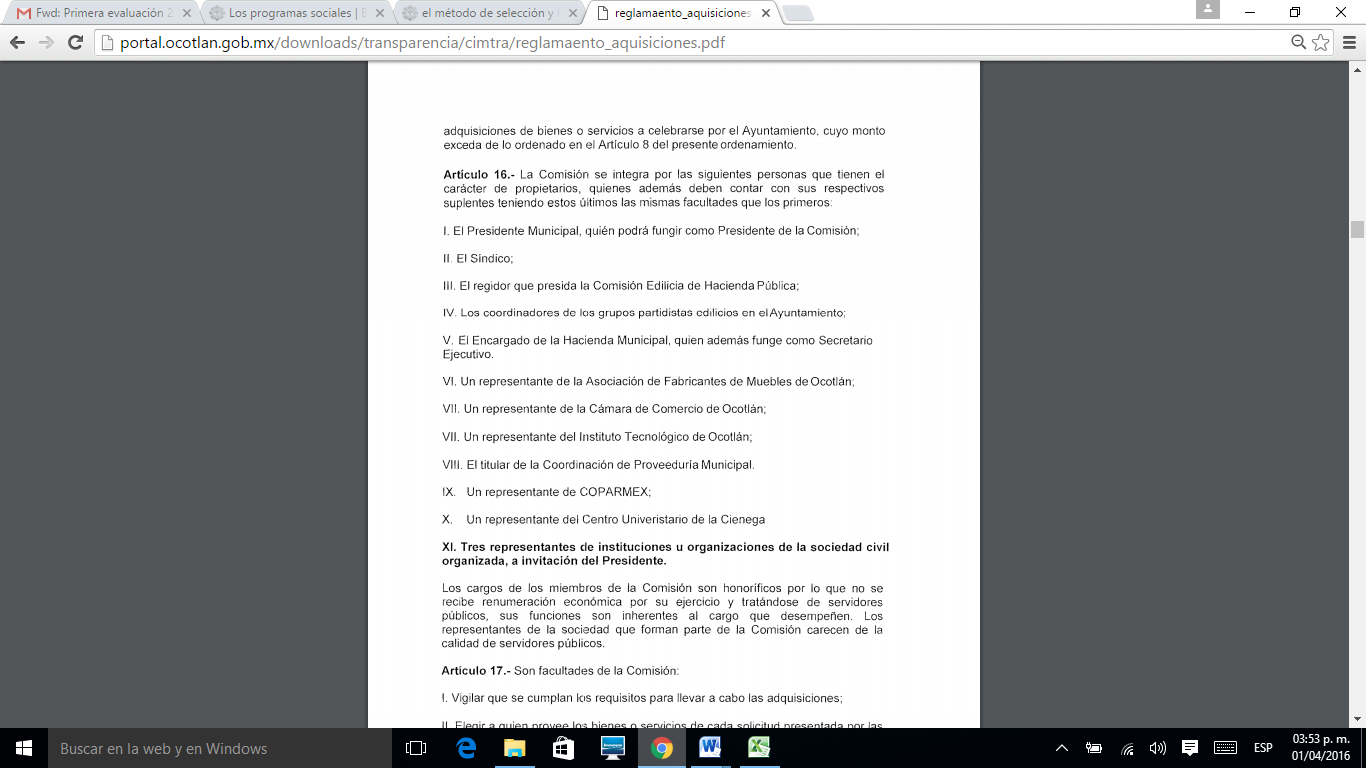 Fwd: Primera evaluación 2
Los programas sociales | E
el método de selección y
reglamaento_aquisiciones
portal.ocotlan.gob.mx/downloads/transparencia/cimtra/reglamaento_aquisiciones.pdf
adquisiciones de bienes o servicios a celebrarse por el Ayuntamiento, cuyo monto
exceda de lo ordenado en el Artículo 8 del presente ordenamiento.
Artículo 16.- La Comisión se integra por las siguientes personas que tienen el
carácter de propietarios, quienes además deben contar con sus respectivos
suplentes teniendo estos últimos las mismas facultades que los primeros:
I. El Presidente Municipal, quién podrá fungir como Presidente de la Comisión;
II. El Síndico;
III. El regidor que presida la Comisión Edilicia de Hacienda Pública;
IV. Los coordinadores de los grupos partidistas edilicios en el Ayuntamiento;
V. El Encargado de la Hacienda Municipal, quien además funge como Secretario
Ejecutivo.
VI. Un representante de la Asociación de Fabricantes de Muebles de Ocotlán;
VII. Un representante de la Cámara de Comercio de Ocotlán;
VII. Un representante del Instituto Tecnológico de Ocotlán;
VIII. El titular de la Coordinación de Proveeduría Municipal.
IX. Un representante de COPARMEX;
X. Un representante del Centro Univeristario de la Cienega
XI. Tres representantes de instituciones u organizaciones de la sociedad civil
organizada, a invitación del Presidente.
Los cargos de los miembros de la Comisión son honoríficos por lo que no se
recibe renumeración económica por su ejercicio y tratándose de servidores
públicos, sus funciones son inherentes al cargo que desempeñen. Los
representantes de la sociedad que forman parte de la Comisión carecen de la
calidad de servidores públicos.
Artículo 17.- Son facultades de la Comisión:
I. Vigilar que se cumplan los requisitos para llevar a cabo las adquisiciones;
II. Elegir a quien provee los bienes o servicios de cada solicitud presentada por las
Buscar en la web y en Windows
ESP
03:53 p. m.
01/04/2016